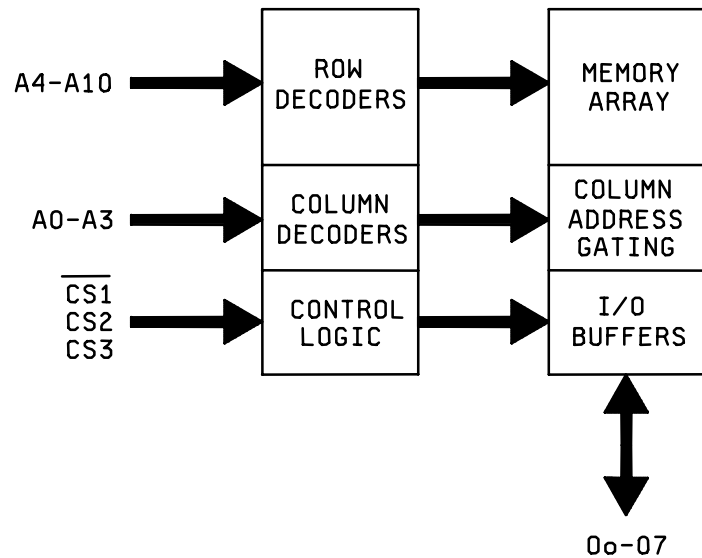 A4-A10
ROW
DECODERS
MEMORY
ARRAY
A0-A3
COLUMN
DECODERS
COLUMN
ADDRESS
GATING
CS1
CS2
CS3
CONTROL
LOGIC
I/O
BUFFERS
Oo-O7